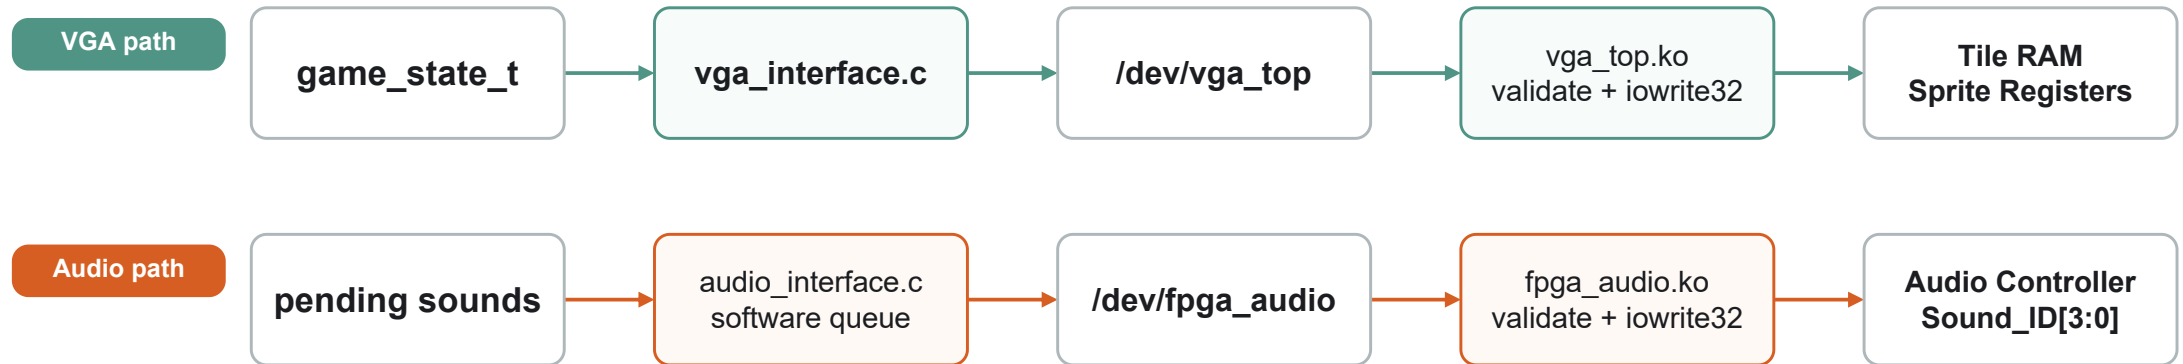 VGA path
game_state_t
vga_interface.c
/dev/vga_top
vga_top.ko
validate + iowrite32
Tile RAM
Sprite Registers
Audio path
pending sounds
audio_interface.c
software queue
/dev/fpga_audio
fpga_audio.ko
validate + iowrite32
Audio Controller
Sound_ID[3:0]